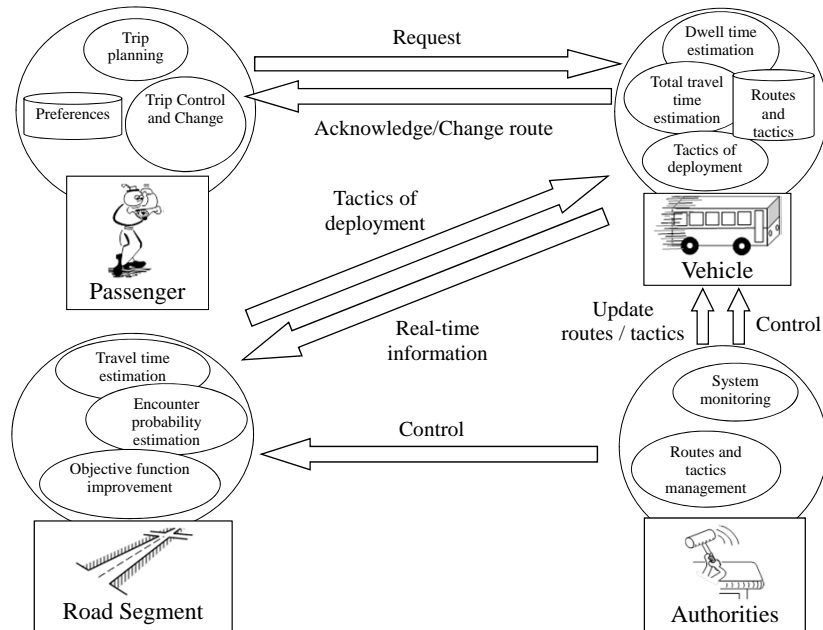 Trip
planning
Preferences
Trip Control
and Change
Passenger
Request
Acknowledge/Change route
Dwell time
estimation
Total travel
time
estimation
Routes
and
tactics
Tactics of
deployment
Vehicle
Tactics of
deployment
Real-time
information
Update
routes / tactics
Control
Travel time
estimation
Encounter
probability
estimation
Objective function
improvement
Road Segment
Control
System
monitoring
Routes and
tactics
management
Authorities